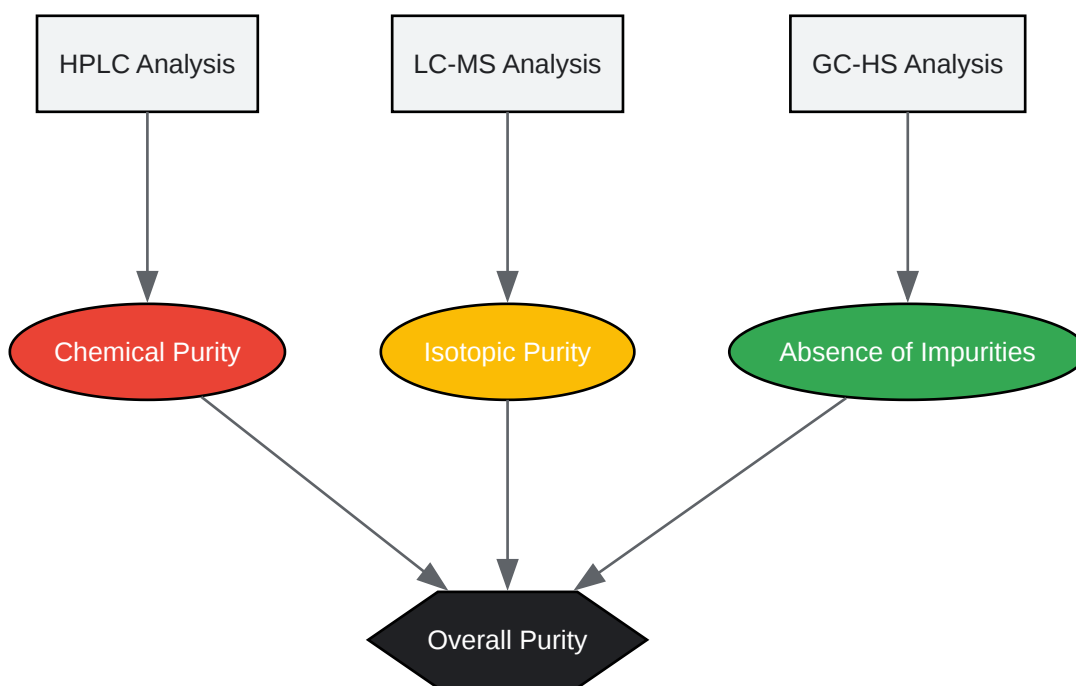 HPLC Analysis
LC-MS Analysis
GC-HS Analysis
Chemical Purity
Isotopic Purity
Absence of Impurities
Overall Purity